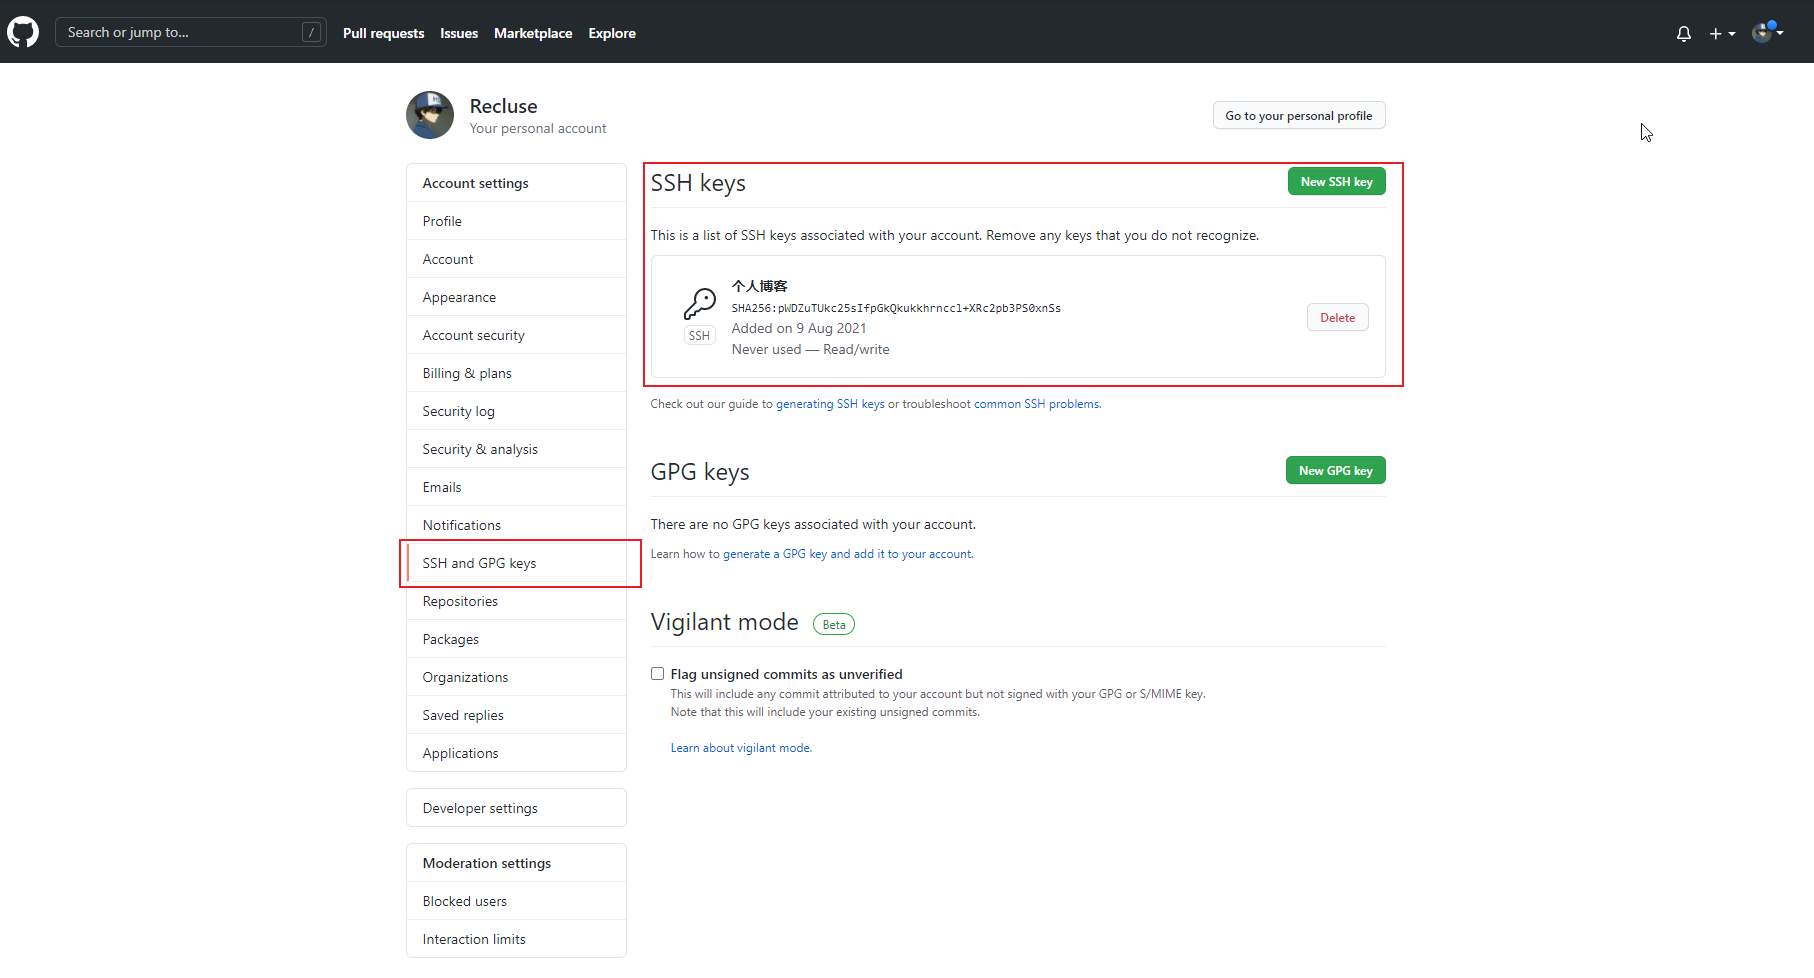 Search or jump to...
/
Pull requests
Issues
Marketplace
Explore
Recluse
Your personal account
Go to your personal profile
Account settings
Profile
Account
Appearance
Account security
Billing & plans
Security log
Security & analysis
Emails
Notifications
SSH and GPG keys
Repositories
Packages
Organizations
Saved replies
Applications
Developer settings
Moderation settings
Blocked users
Interaction limits
SSH keys
New SSH key
This is a list of SSH keys associated with your account. Remove any keys that you do not recognize.
个人博客
SHA256:pWDZuTUkc25sIfpGkQkukkhrnccl+XRc2pb3PS0xnSs
Added on 9 Aug 2021
Never used — Read/write
SSH
Delete
Check out our guide to generating SSH keys or troubleshoot common SSH problems.
GPG keys
New GPG key
There are no GPG keys associated with your account.
Learn how to generate a GPG key and add it to your account.
Vigilant mode
Beta
Flag unsigned commits as unverified
This will include any commit attributed to your account but not signed with your GPG or S/MIME key.
Note that this will include your existing unsigned commits.
Learn about vigilant mode.